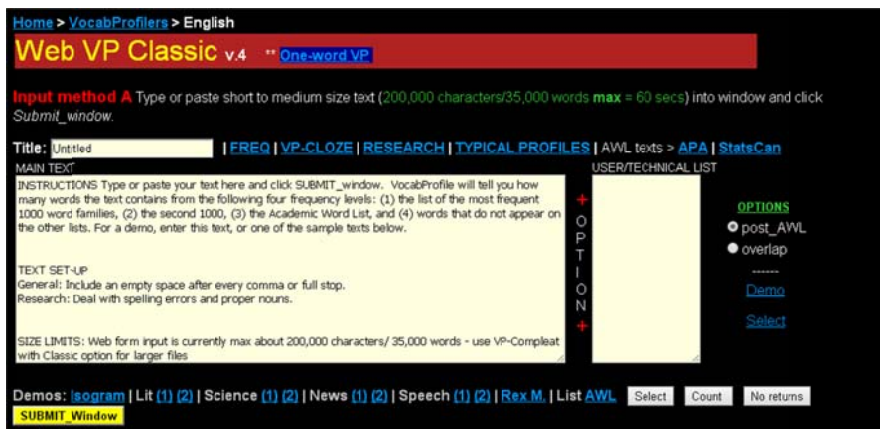 Home > VocabProfilers > English
Web VP Classic v.4 ** One-word VP
Input method A Type or paste short to medium size text (200,000 characters/35,000 words max = 60 secs) into window and click
Submit_window.
Title: Untitled | FREQ | VP-CLOZE | RESEARCH | TYPICAL PROFILES | AWL texts > APA | StatsCan
MAIN TEXT USER/TECHNICAL LIST
INSTRUCTIONS Type or paste your text here and click SUBMIT_window. VocabProfile will tell you how
many words the text contains from the following four frequency levels: (1) the list of the most frequent
1000 word families, (2) the second 1000, (3) the Academic Word List, and (4) words that do not appear on
the other lists. For a demo, enter this text, or one of the sample texts below.
TEXT SET-UP
General: Include an empty space after every comma or full stop.
Research: Deal with spelling errors and proper nouns.
SIZE LIMITS: Web form input is currently max about 200,000 characters/ 35,000 words - use VP-Compleat
with Classic option for larger files
+
O
P
T
I
O
N
+
OPTIONS
post_AWL
overlap
------
Demo
Select
Demos: Isogram | Lit (1) (2) | Science (1) (2) | News (1) (2) | Speech (1) (2) | Rex M. | List AWL Select Count No returns
SUBMIT_Window